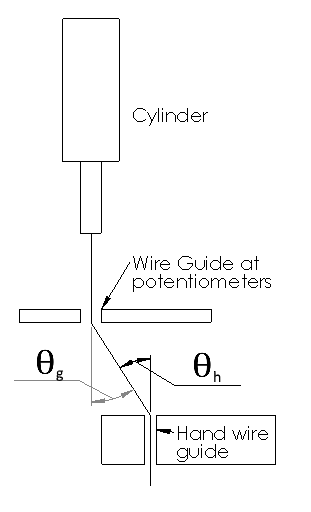 Cylinder
Wire Guide at
potentiometers
θg
θh
Hand wire
guide